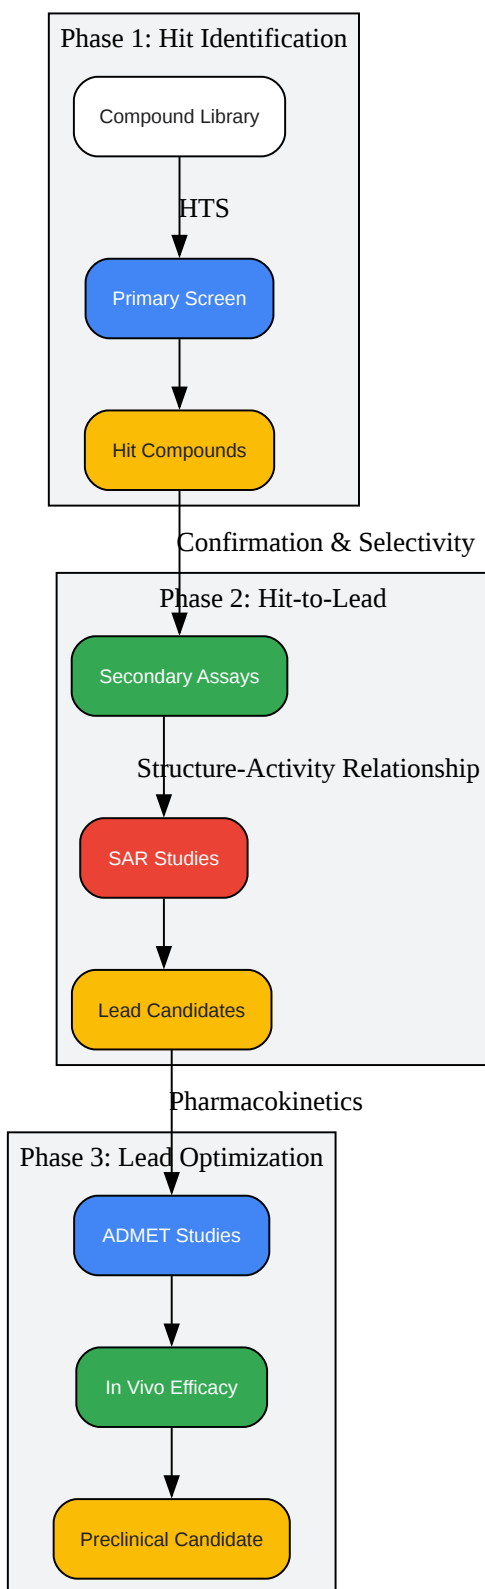 Phase 1: Hit Identification
Compound Library
HTS
Primary Screen
Hit Compounds
Confirmation & Selectivity
Phase 2: Hit-to-Lead
Secondary Assays
Structure-Activity Relationship
SAR Studies
Lead Candidates
Pharmacokinetics
Phase 3: Lead Optimization
ADMET Studies
In Vivo Efficacy
Preclinical Candidate